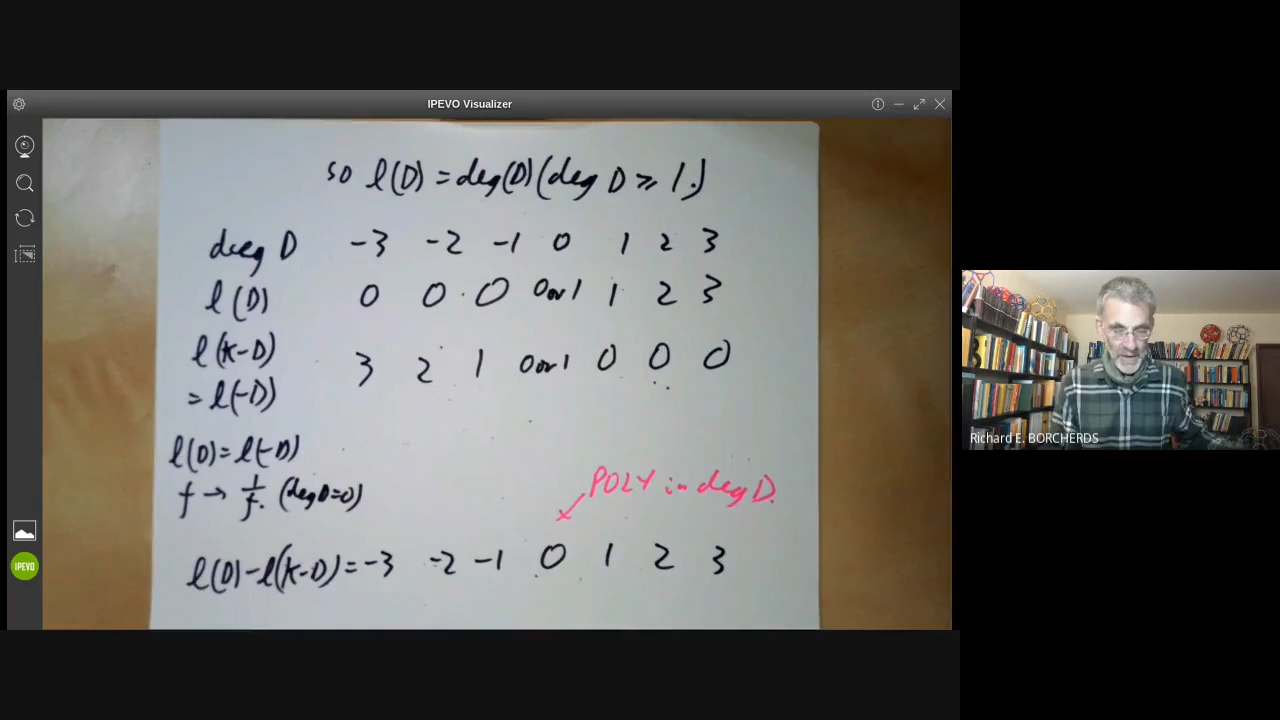 IPEVO Visualizer
so l(D) = deg(D) (deg D ≥ 1.)
deg D -3 -2 -1 0 1 2 3
l(D) 0 0 0 0 or 1 1 2 3
l(K-D) 3 2 1 0 or 1 0 0 0
= l(-D)
l(D) = l(-D)
f → 1/f. (deg D=0)
POLY in deg D.
l(D) - l(K-D) = -3 -2 -1 0 1 2 3
IPEVO
Richard E. BORCHERDS